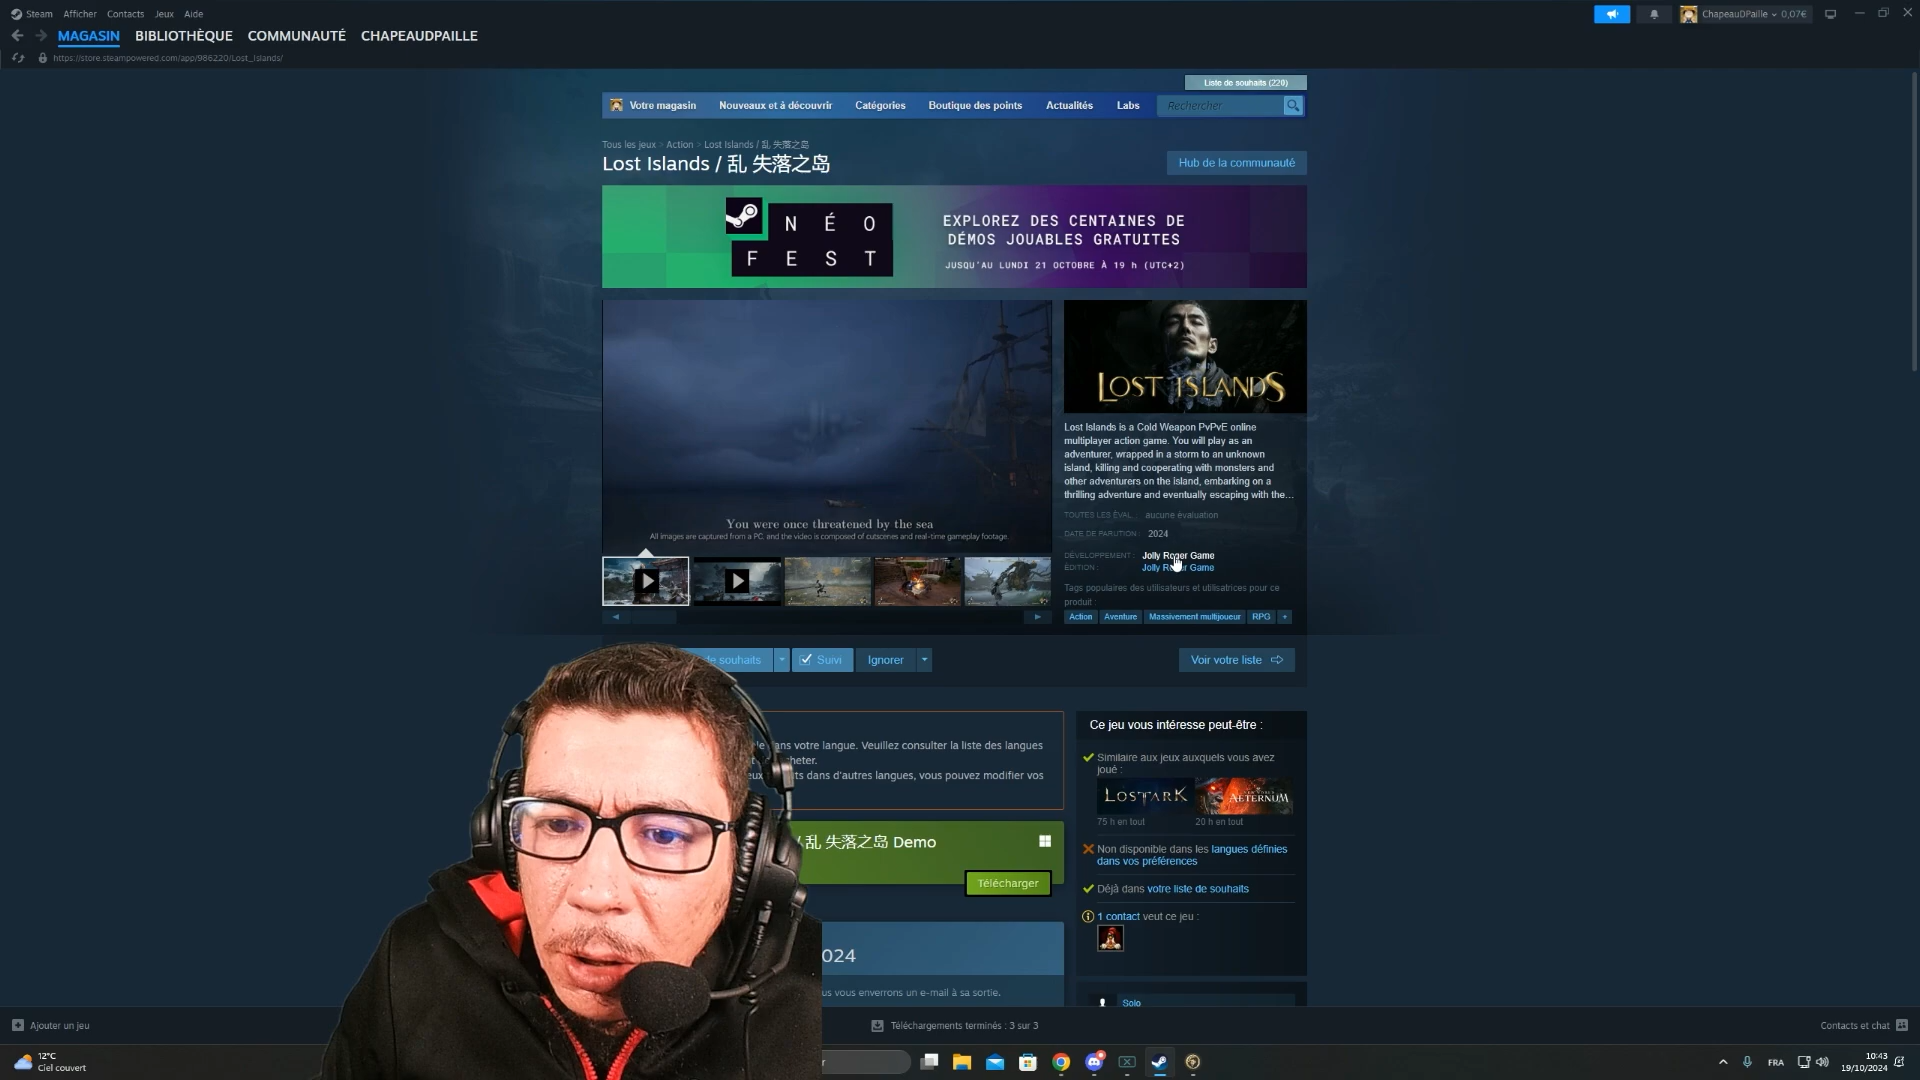 Steam Afficher Contacts Jeux Aide
ChapeauDPaille 0,07€
MAGASIN BIBLIOTHÈQUE COMMUNAUTÉ CHAPEAUDPAILLE
https://store.steampowered.com/app/986220/Lost_Islands/
Liste de souhaits (220)
Votre magasin Nouveaux et à découvrir Catégories Boutique des points Actualités Labs Rechercher
Tous les jeux > Action > Lost Islands / 乱 失落之岛
Lost Islands / 乱 失落之岛
Hub de la communauté
NÉO
FEST
EXPLOREZ DES CENTAINES DE
DÉMOS JOUABLES GRATUITES
JUSQU'AU LUNDI 21 OCTOBRE À 19 h (UTC+2)
You were once threatened by the sea
All images are captured from a PC and the video is composed of cutscenes and real-time gameplay footage.
LOST ISLANDS
Lost Islands is a Cold Weapon PvPvE online
multiplayer action game. You will play as an
adventurer, wrapped in a storm to an unknown
island, killing and cooperating with monsters and
other adventurers on the island, embarking on a
thrilling adventure and eventually escaping with the...
TOUTES LES ÉVAL. : aucune évaluation
DATE DE PARUTION : 2024
DÉVELOPPEMENT : Jolly Roger Game
ÉDITION : Jolly Roger Game
Tags populaires des utilisateurs et utilisatrices pour ce
produit :
Action Aventure Massivement multijoueur RPG +
de souhaits Suivi Ignorer
Voir votre liste
dans votre langue. Veuillez consulter la liste des langues
dans d'autres langues, vous pouvez modifier vos
/ 乱 失落之岛 Demo
Télécharger
2024
vous enverrons un e-mail à sa sortie.
Ce jeu vous intéresse peut-être :
Similaire aux jeux auxquels vous avez
joué :
LOST ARK
AETERNUM
75 h en tout 20 h en tout
Non disponible dans les langues définies
dans vos préférences
Déjà dans votre liste de souhaits
1 contact veut ce jeu :
Solo
Ajouter un jeu
Téléchargements terminés : 3 sur 3
Contacts et chat
12°C
Ciel couvert
FRA
10:43
19/10/2024